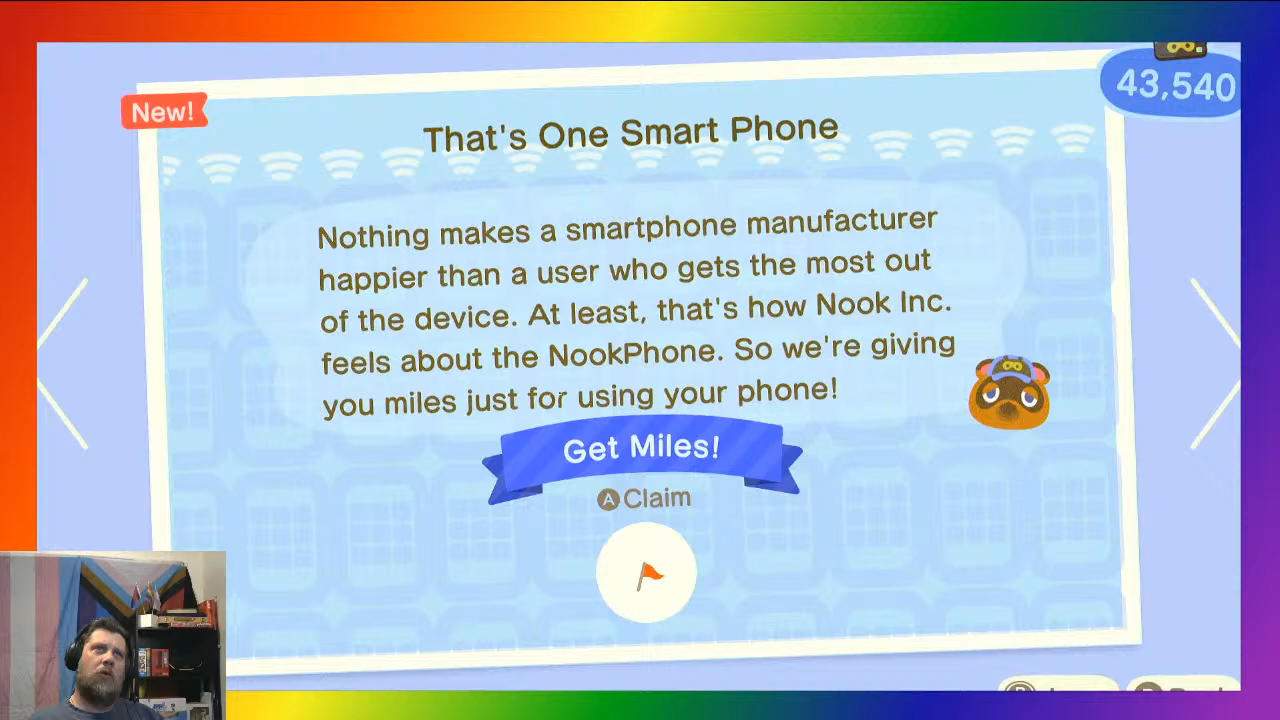 43,540
New!
That's One Smart Phone
Nothing makes a smartphone manufacturer
happier than a user who gets the most out
of the device. At least, that's how Nook Inc.
feels about the NookPhone. So we're giving
you miles just for using your phone!
Get Miles!
A Claim